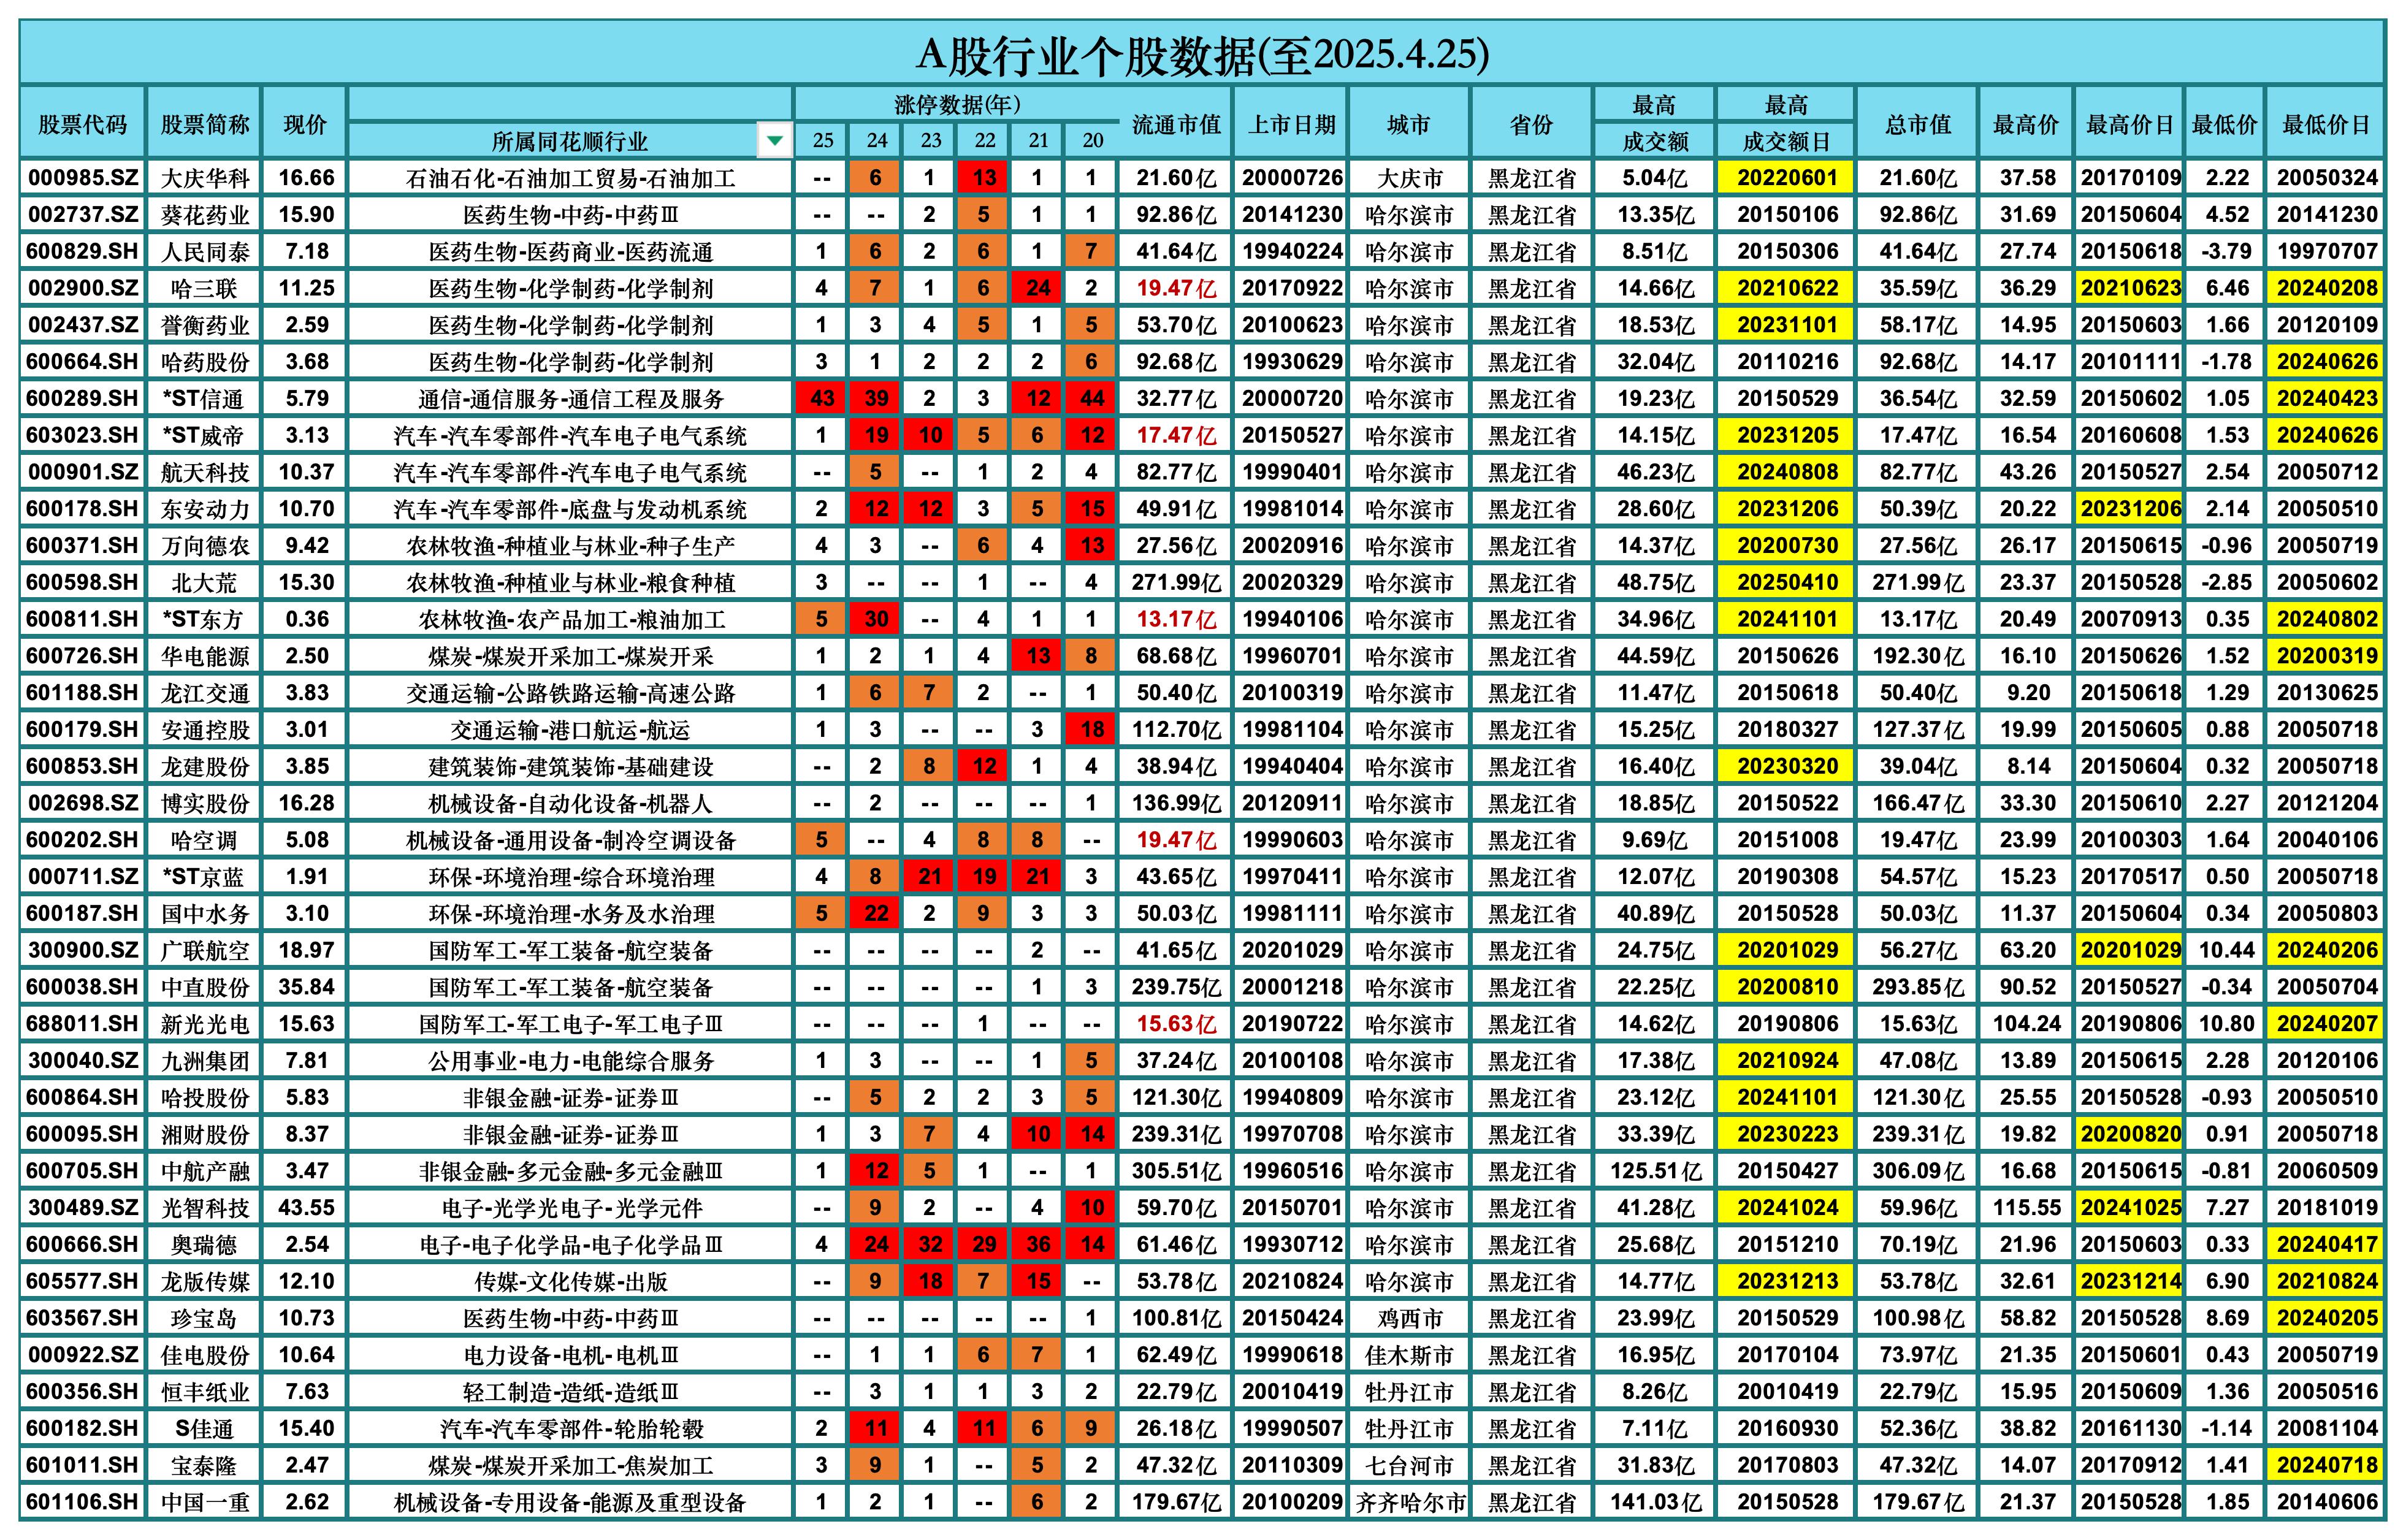 A股行业个股数据(至2025.4.25)
股票代码 股票简称 现价 所属同花顺行业 涨停数据(年) 流通市值 上市日期 城市 省份 最高 最高 总市值 最高价 最高价日 最低价 最低价日
25 24 23 22 21 20 成交额 成交额日
000985.SZ 大庆华科 16.66 石油石化-石油加工贸易-石油加工 -- 6 1 13 1 1 21.60亿 20000726 大庆市 黑龙江省 5.04亿 20220601 21.60亿 37.58 20170109 2.22 20050324
002737.SZ 葵花药业 15.90 医药生物-中药-中药Ⅲ -- -- 2 5 1 1 92.86亿 20141230 哈尔滨市 黑龙江省 13.35亿 20150106 92.86亿 31.69 20150604 4.52 20141230
600829.SH 人民同泰 7.18 医药生物-医药商业-医药流通 1 6 2 6 1 7 41.64亿 19940224 哈尔滨市 黑龙江省 8.51亿 20150306 41.64亿 27.74 20150618 -3.79 19970707
002900.SZ 哈三联 11.25 医药生物-化学制药-化学制剂 4 7 1 6 24 2 19.47亿 20170922 哈尔滨市 黑龙江省 14.66亿 20210622 35.59亿 36.29 20210623 6.46 20240208
002437.SZ 誉衡药业 2.59 医药生物-化学制药-化学制剂 1 3 4 5 1 5 53.70亿 20100623 哈尔滨市 黑龙江省 18.53亿 20231101 58.17亿 14.95 20150603 1.66 20120109
600664.SH 哈药股份 3.68 医药生物-化学制药-化学制剂 3 1 2 2 2 6 92.68亿 19930629 哈尔滨市 黑龙江省 32.04亿 20110216 92.68亿 14.17 20101111 -1.78 20240626
600289.SH *ST信通 5.79 通信-通信服务-通信工程及服务 43 39 2 3 12 44 32.77亿 20000720 哈尔滨市 黑龙江省 19.23亿 20150529 36.54亿 32.59 20150602 1.05 20240423
603023.SH *ST威帝 3.13 汽车-汽车零部件-汽车电子电气系统 1 19 10 5 6 12 17.47亿 20150527 哈尔滨市 黑龙江省 14.15亿 20231205 17.47亿 16.54 20160608 1.53 20240626
000901.SZ 航天科技 10.37 汽车-汽车零部件-汽车电子电气系统 -- 5 -- 1 2 4 82.77亿 19990401 哈尔滨市 黑龙江省 46.23亿 20240808 82.77亿 43.26 20150527 2.54 20050712
600178.SH 东安动力 10.70 汽车-汽车零部件-底盘与发动机系统 2 12 12 3 5 15 49.91亿 19981014 哈尔滨市 黑龙江省 28.60亿 20231206 50.39亿 20.22 20231206 2.14 20050510
600371.SH 万向德农 9.42 农林牧渔-种植业与林业-种子生产 4 3 -- 6 4 13 27.56亿 20020916 哈尔滨市 黑龙江省 14.37亿 20200730 27.56亿 26.17 20150615 -0.96 20050719
600598.SH 北大荒 15.30 农林牧渔-种植业与林业-粮食种植 3 -- -- 1 -- 4 271.99亿 20020329 哈尔滨市 黑龙江省 48.75亿 20250410 271.99亿 23.37 20150528 -2.85 20050602
600811.SH *ST东方 0.36 农林牧渔-农产品加工-粮油加工 5 30 -- 4 1 1 13.17亿 19940106 哈尔滨市 黑龙江省 34.96亿 20241101 13.17亿 20.49 20070913 0.35 20240802
600726.SH 华电能源 2.50 煤炭-煤炭开采加工-煤炭开采 1 2 1 4 13 8 68.68亿 19960701 哈尔滨市 黑龙江省 44.59亿 20150626 192.30亿 16.10 20150626 1.52 20200319
601188.SH 龙江交通 3.83 交通运输-公路铁路运输-高速公路 1 6 7 2 -- 1 50.40亿 20100319 哈尔滨市 黑龙江省 11.47亿 20150618 50.40亿 9.20 20150618 1.29 20130625
600179.SH 安通控股 3.01 交通运输-港口航运-航运 1 3 -- -- 3 18 112.70亿 19981104 哈尔滨市 黑龙江省 15.25亿 20180327 127.37亿 19.99 20150605 0.88 20050718
600853.SH 龙建股份 3.85 建筑装饰-建筑装饰-基础建设 -- 2 8 12 1 4 38.94亿 19940404 哈尔滨市 黑龙江省 16.40亿 20230320 39.04亿 8.14 20150604 0.32 20050718
002698.SZ 博实股份 16.28 机械设备-自动化设备-机器人 -- 2 -- -- -- 1 136.99亿 20120911 哈尔滨市 黑龙江省 18.85亿 20150522 166.47亿 33.30 20150610 2.27 20121204
600202.SH 哈空调 5.08 机械设备-通用设备-制冷空调设备 5 -- 4 8 8 -- 19.47亿 19990603 哈尔滨市 黑龙江省 9.69亿 20151008 19.47亿 23.99 20100303 1.64 20040106
000711.SZ *ST京蓝 1.91 环保-环境治理-综合环境治理 4 8 21 19 21 3 43.65亿 19970411 哈尔滨市 黑龙江省 12.07亿 20190308 54.57亿 15.23 20170517 0.50 20050718
600187.SH 国中水务 3.10 环保-环境治理-水务及水治理 5 22 2 9 3 3 50.03亿 19981111 哈尔滨市 黑龙江省 40.89亿 20150528 50.03亿 11.37 20150604 0.34 20050803
300900.SZ 广联航空 18.97 国防军工-军工装备-航空装备 -- -- -- -- 2 -- 41.65亿 20201029 哈尔滨市 黑龙江省 24.75亿 20201029 56.27亿 63.20 20201029 10.44 20240206
600038.SH 中直股份 35.84 国防军工-军工装备-航空装备 -- -- -- -- 1 3 239.75亿 20001218 哈尔滨市 黑龙江省 22.25亿 20200810 293.85亿 90.52 20150527 -0.34 20050704
688011.SH 新光光电 15.63 国防军工-军工电子-军工电子Ⅲ -- -- -- 1 -- -- 15.63亿 20190722 哈尔滨市 黑龙江省 14.62亿 20190806 15.63亿 104.24 20190806 10.80 20240207
300040.SZ 九洲集团 7.81 公用事业-电力-电能综合服务 1 3 -- -- 1 5 37.24亿 20100108 哈尔滨市 黑龙江省 17.38亿 20210924 47.08亿 13.89 20150615 2.28 20120106
600864.SH 哈投股份 5.83 非银金融-证券-证券Ⅲ -- 5 2 2 3 5 121.30亿 19940809 哈尔滨市 黑龙江省 23.12亿 20241101 121.30亿 25.55 20150528 -0.93 20050510
600095.SH 湘财股份 8.37 非银金融-证券-证券Ⅲ 1 3 7 4 10 14 239.31亿 19970708 哈尔滨市 黑龙江省 33.39亿 20230223 239.31亿 19.82 20200820 0.91 20050718
600705.SH 中航产融 3.47 非银金融-多元金融-多元金融Ⅲ 1 12 5 1 -- 1 305.51亿 19960516 哈尔滨市 黑龙江省 125.51亿 20150427 306.09亿 16.68 20150615 -0.81 20060509
300489.SZ 光智科技 43.55 电子-光学光电子-光学元件 -- 9 2 -- 4 10 59.70亿 20150701 哈尔滨市 黑龙江省 41.28亿 20241024 59.96亿 115.55 20241025 7.27 20181019
600666.SH 奥瑞德 2.54 电子-电子化学品-电子化学品Ⅲ 4 24 32 29 36 14 61.46亿 19930712 哈尔滨市 黑龙江省 25.68亿 20151210 70.19亿 21.96 20150603 0.33 20240417
605577.SH 龙版传媒 12.10 传媒-文化传媒-出版 -- 9 18 7 15 -- 53.78亿 20210824 哈尔滨市 黑龙江省 14.77亿 20231213 53.78亿 32.61 20231214 6.90 20210824
603567.SH 珍宝岛 10.73 医药生物-中药-中药Ⅲ -- -- -- -- -- 1 100.81亿 20150424 鸡西市 黑龙江省 23.99亿 20150529 100.98亿 58.82 20150528 8.69 20240205
000922.SZ 佳电股份 10.64 电力设备-电机-电机Ⅲ -- 1 1 6 7 1 62.49亿 19990618 佳木斯市 黑龙江省 16.95亿 20170104 73.97亿 21.35 20150601 0.43 20050719
600356.SH 恒丰纸业 7.63 轻工制造-造纸-造纸Ⅲ -- 3 1 1 3 2 22.79亿 20010419 牡丹江市 黑龙江省 8.26亿 20010419 22.79亿 15.95 20150609 1.36 20050516
600182.SH S佳通 15.40 汽车-汽车零部件-轮胎轮毂 2 11 4 11 6 9 26.18亿 19990507 牡丹江市 黑龙江省 7.11亿 20160930 52.36亿 38.82 20161130 -1.14 20081104
601011.SH 宝泰隆 2.47 煤炭-煤炭开采加工-焦炭加工 3 9 1 -- 5 2 47.32亿 20110309 七台河市 黑龙江省 31.83亿 20170803 47.32亿 14.07 20170912 1.41 20240718
601106.SH 中国一重 2.62 机械设备-专用设备-能源及重型设备 1 2 1 -- 6 2 179.67亿 20100209 齐齐哈尔市 黑龙江省 141.03亿 20150528 179.67亿 21.37 20150528 1.85 20140606